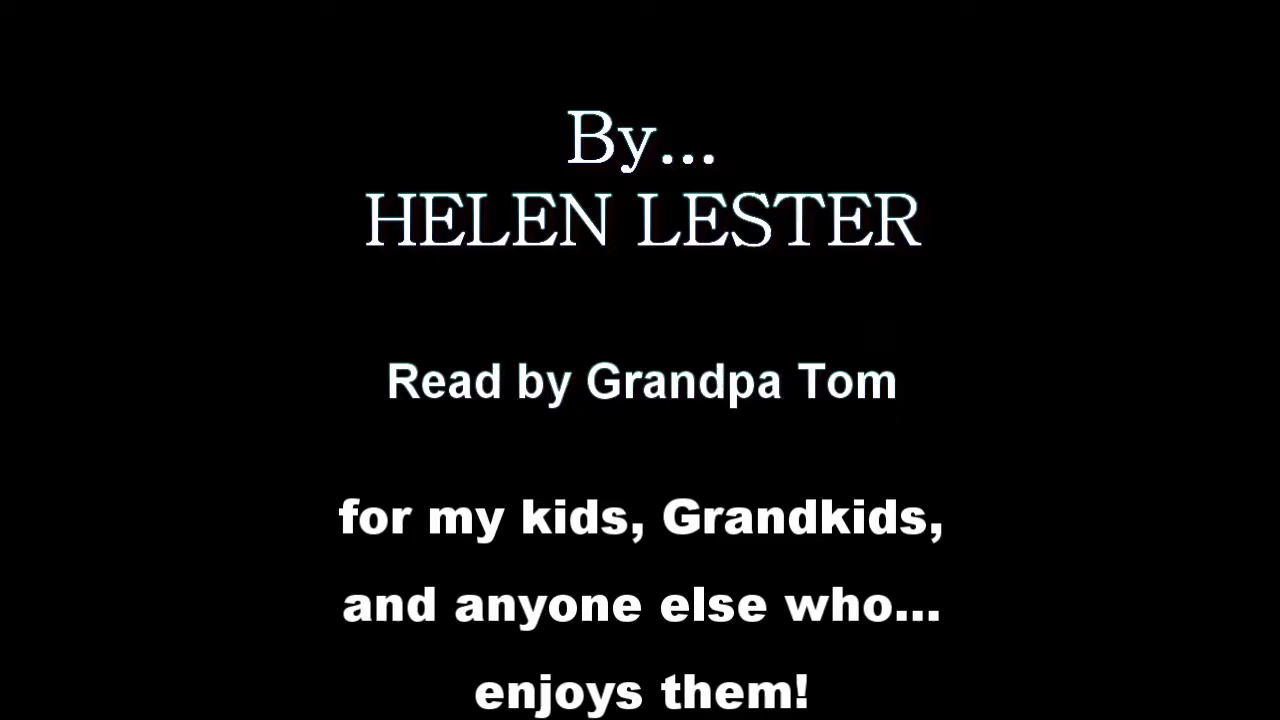 By...
HELEN LESTER
Read by Grandpa Tom
for my kids, Grandkids,
and anyone else who...
enjoys them!